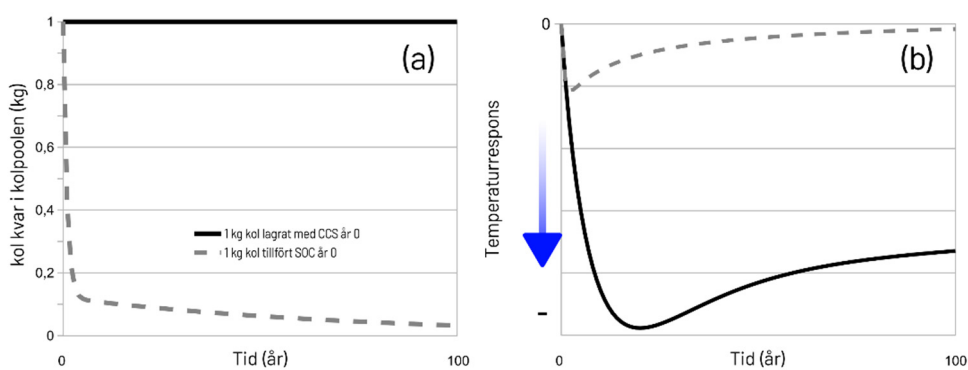 1
0,8
0,6
0,4
0,2
0
kol kvar i kolpoolen (kg)
(a)
1 kg kol lagrat med CCS år 0
1 kg kol tillfört SOC år 0
0
Tid (år)
100
0
-
Temperaturrespons
(b)
0
Tid (år)
100